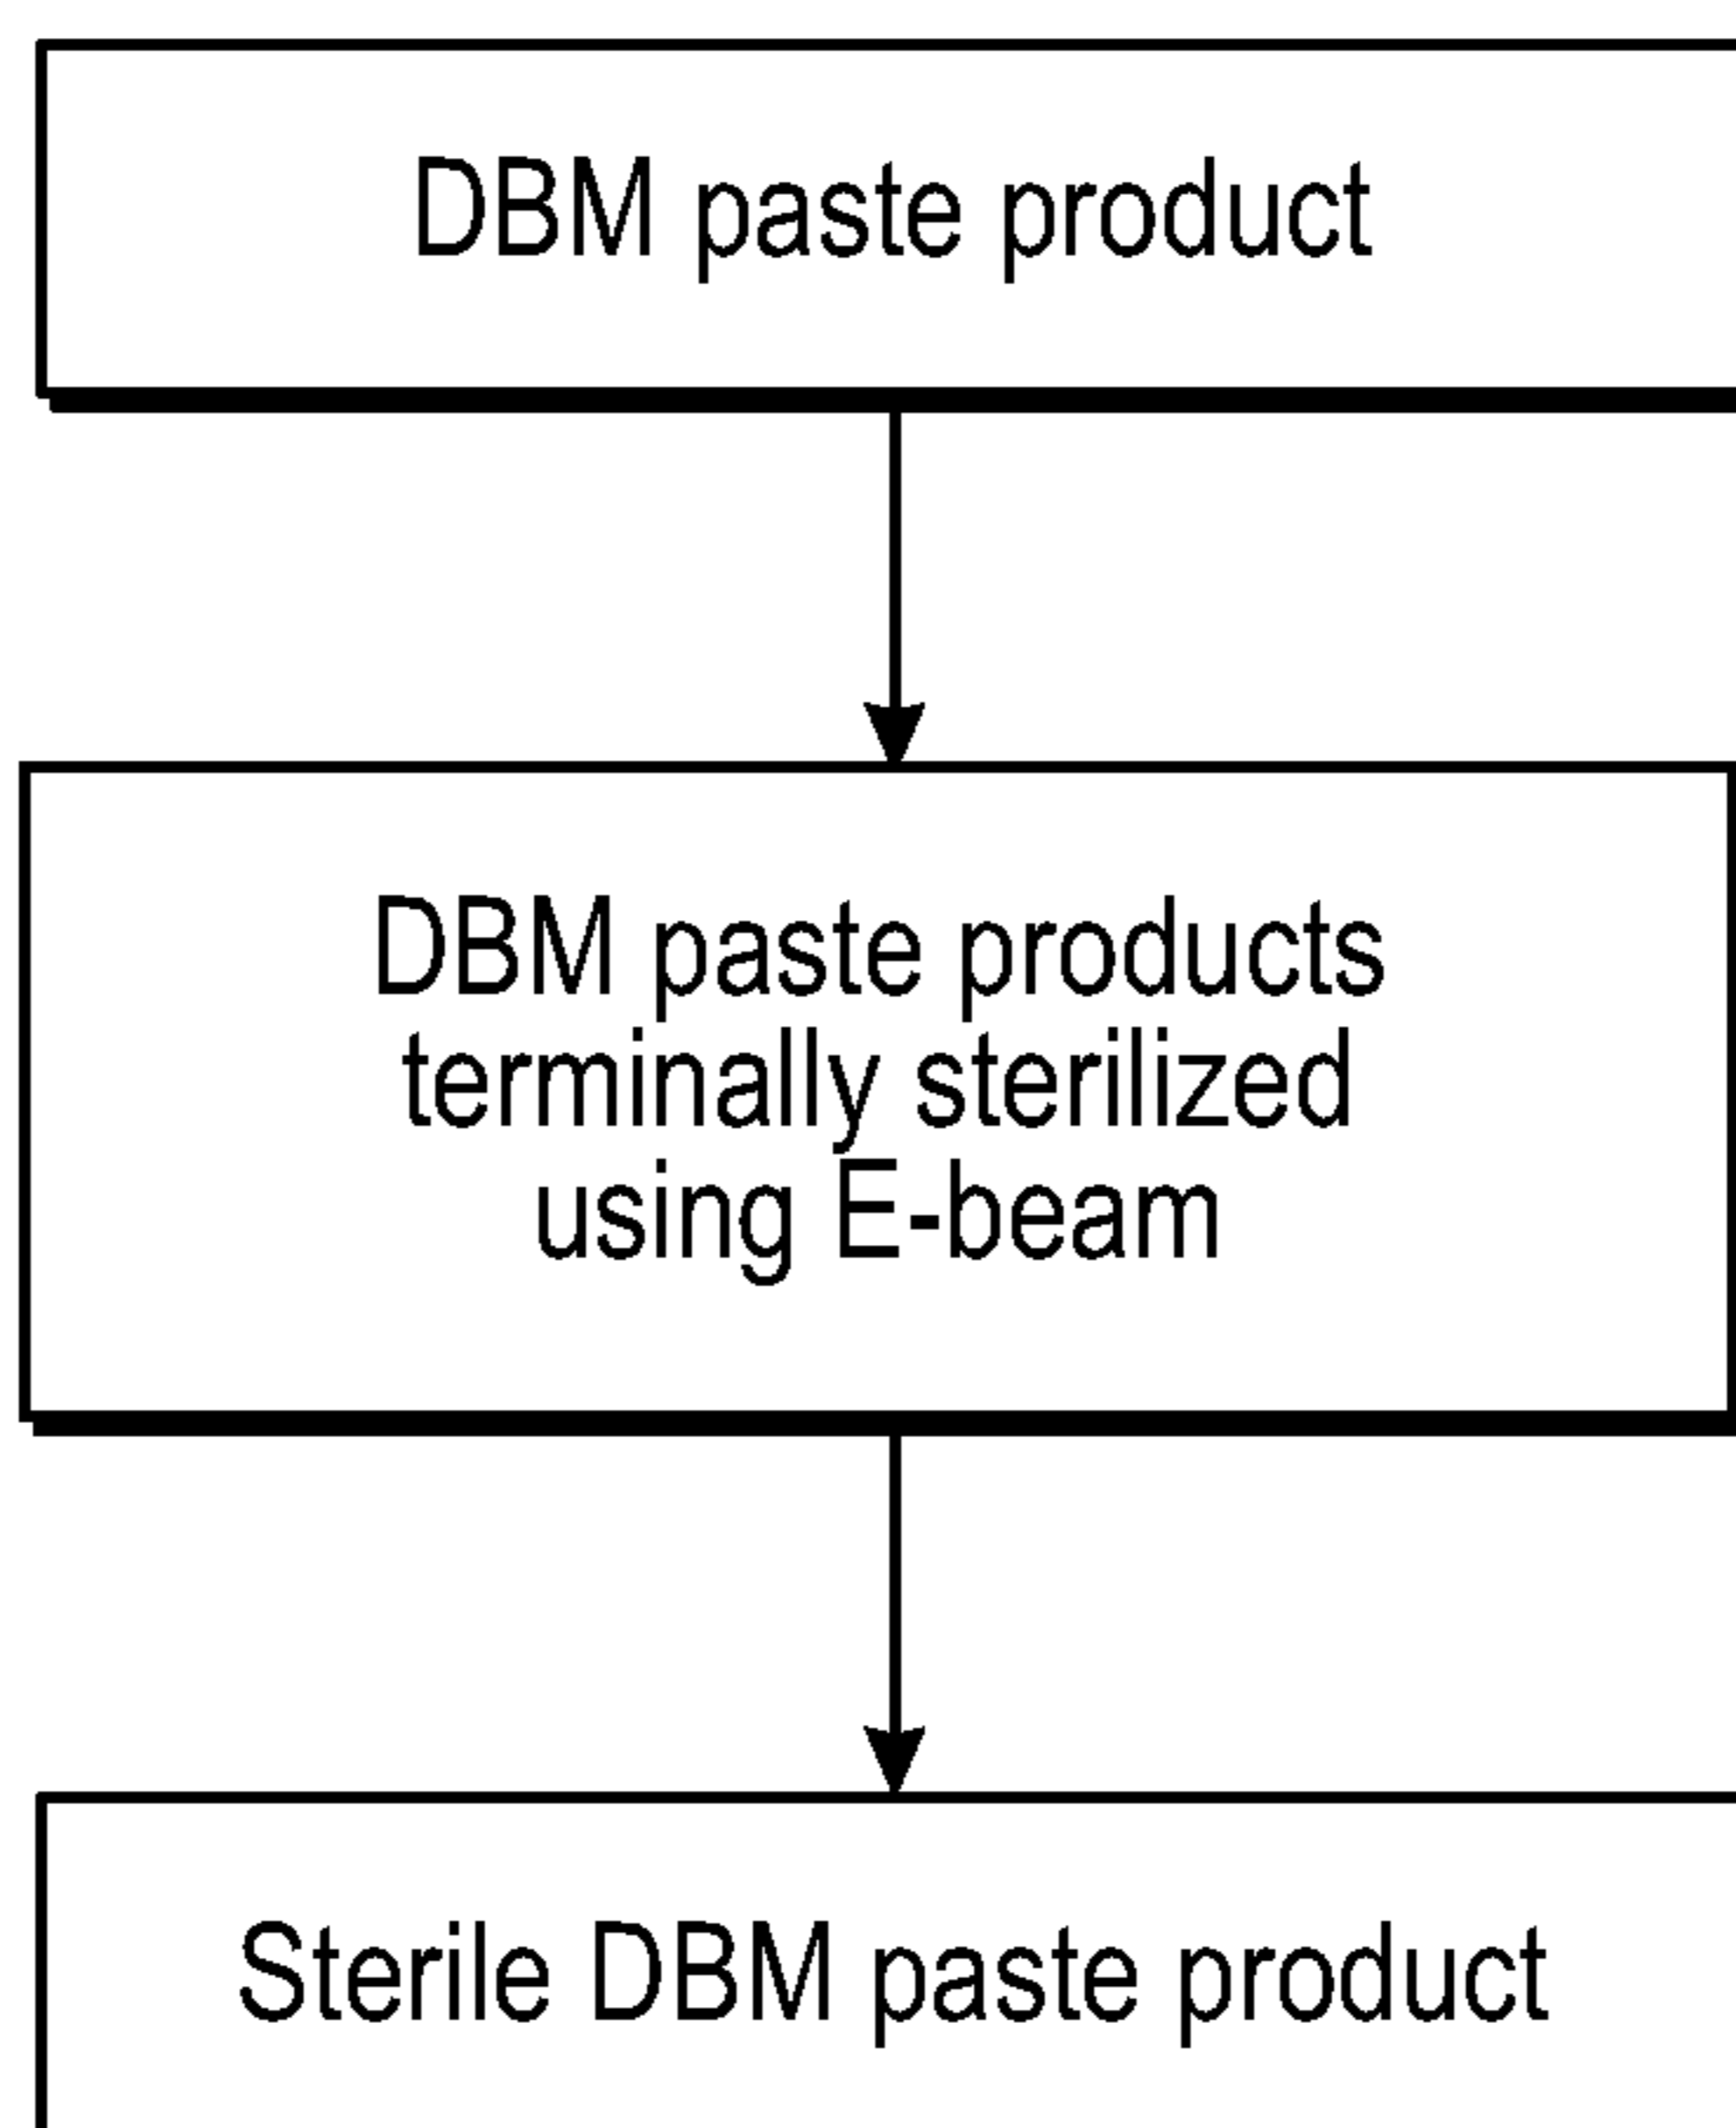 DBM paste product
DBM paste products
terminally sterilized
using E-beam
Sterile DBM paste product